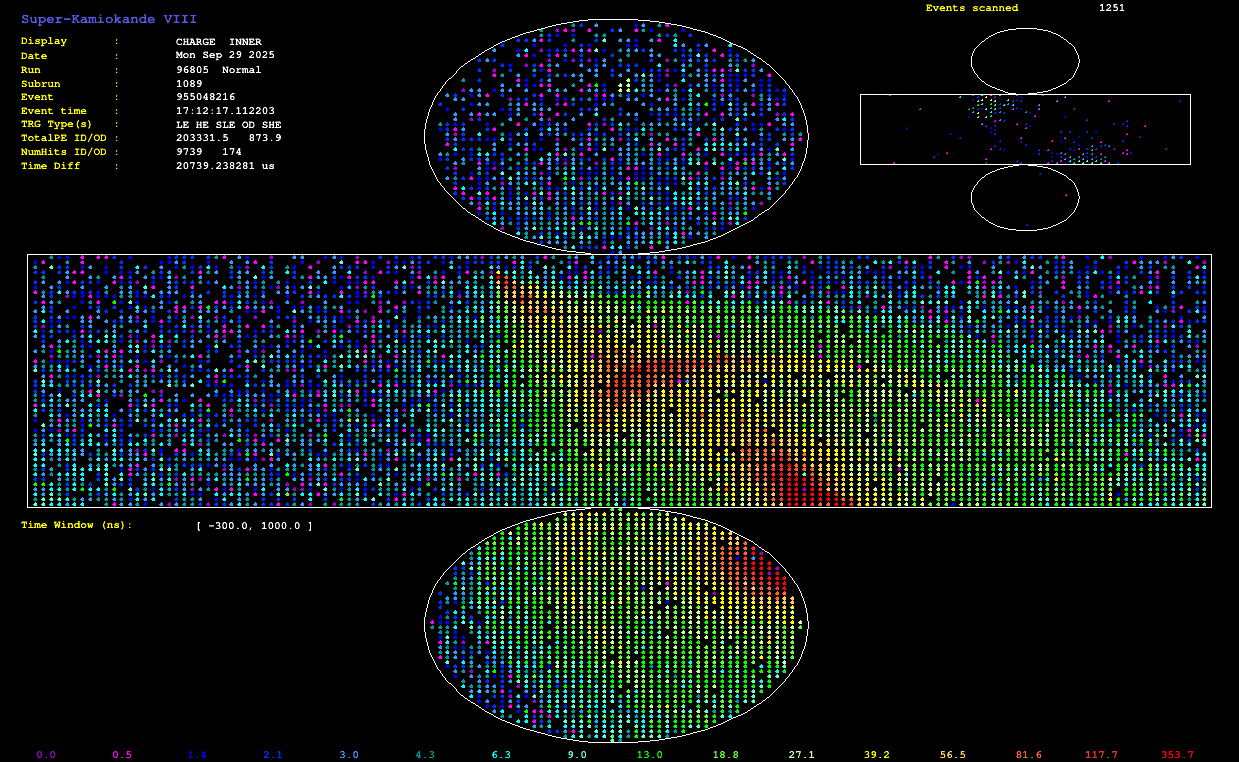 Super-Kamiokande VIII
Events scanned 1251
Display : CHARGE INNER
Date : Mon Sep 29 2025
Run : 96805 Normal
Subrun : 1089
Event : 955048216
Event time : 17:12:17.112203
TRG Type(s) : LE HE SLE OD SHE
TotalPE ID/OD : 203331.5 873.9
NumHits ID/OD : 9739 174
Time Diff : 20739.238281 us
Time Window (ns): [ -300.0, 1000.0 ]
0.0 0.5 1.4 2.1 3.0 4.3 6.3 9.0 13.0 18.8 27.1 39.2 56.5 81.6 117.7 353.7